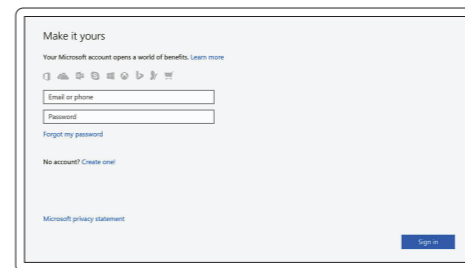 Make it yours
Your Microsoft account opens a world of benefits. Learn more
Email or phone
Password
Forgot my password
No account? Create one!
Microsoft privacy statement
Sign in